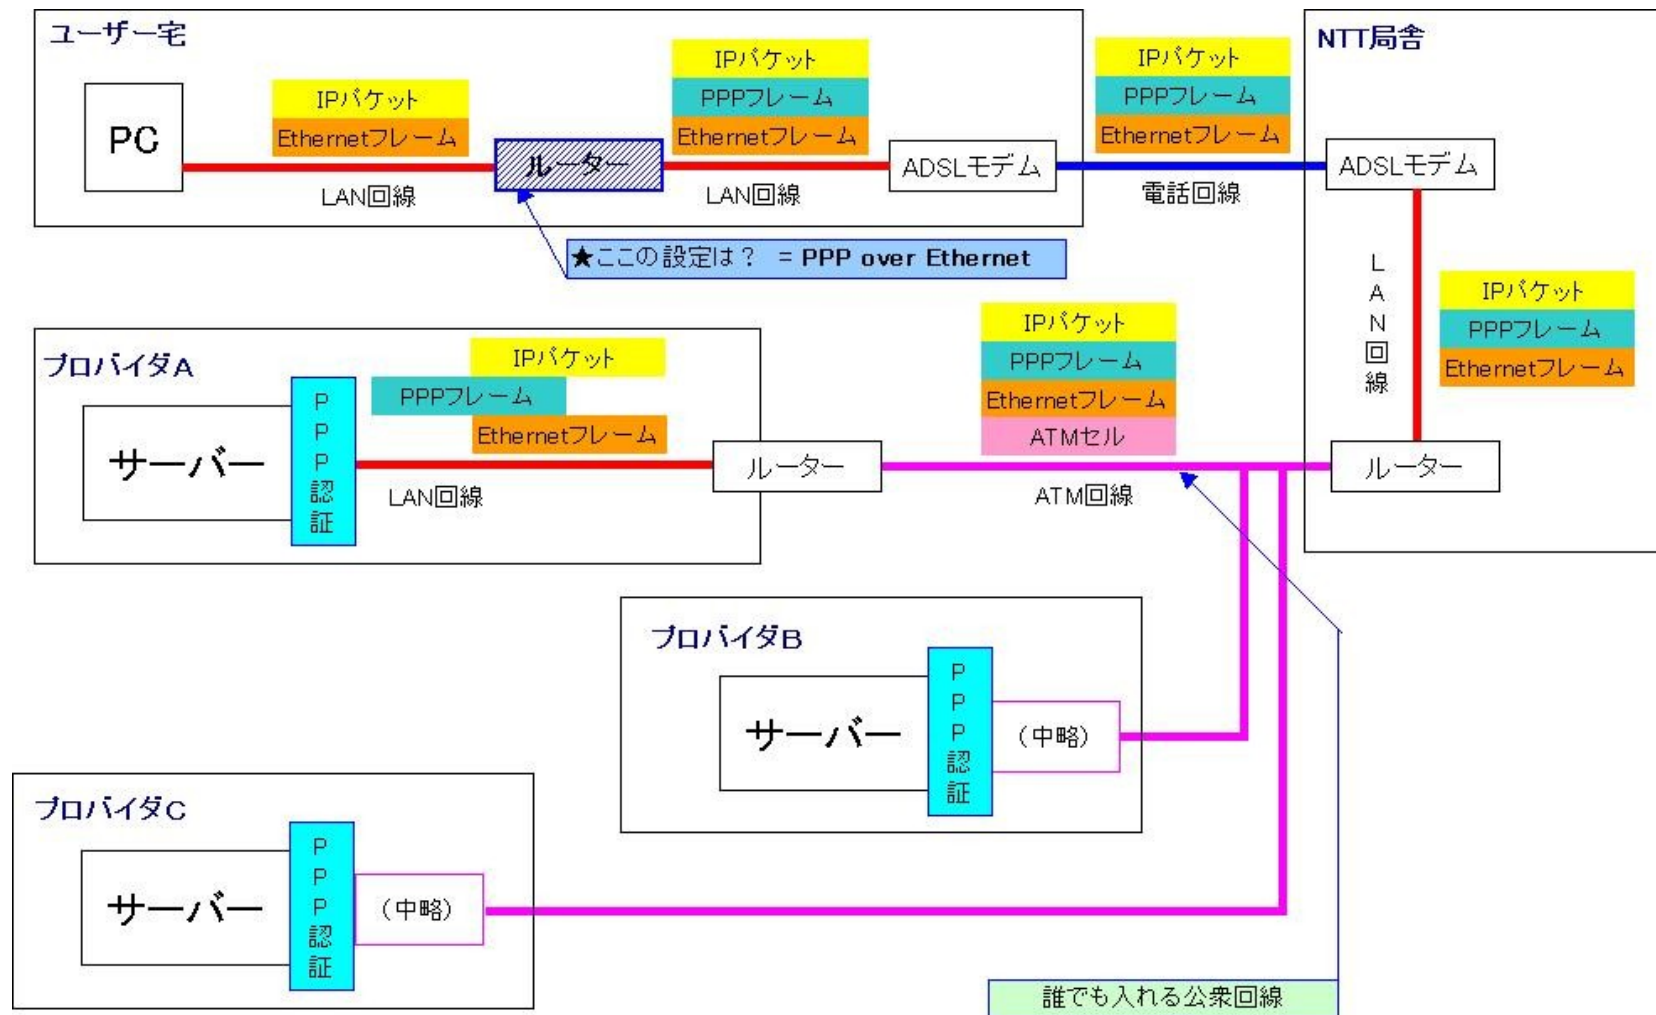 ユーザー宅
NTT局舎
IPパケット
Ethernetフレーム
IPパケット
PPPフレーム
Ethernetフレーム
IPパケット
PPPフレーム
Ethernetフレーム
PC
ルーター
ADSLモデム
ADSLモデム
LAN回線
LAN回線
電話回線
★ここの設定は？ = PPP over Ethernet
LAN回線
IPパケット
PPPフレーム
Ethernetフレーム
プロバイダA
IPパケット
PPPフレーム
Ethernetフレーム
IPパケット
PPPフレーム
Ethernetフレーム
ATMセル
サーバー
PPP認証
LAN回線
ルーター
ATM回線
ルーター
プロバイダB
サーバー
PPP認証
（中略）
プロバイダC
サーバー
PPP認証
（中略）
誰でも入れる公衆回線